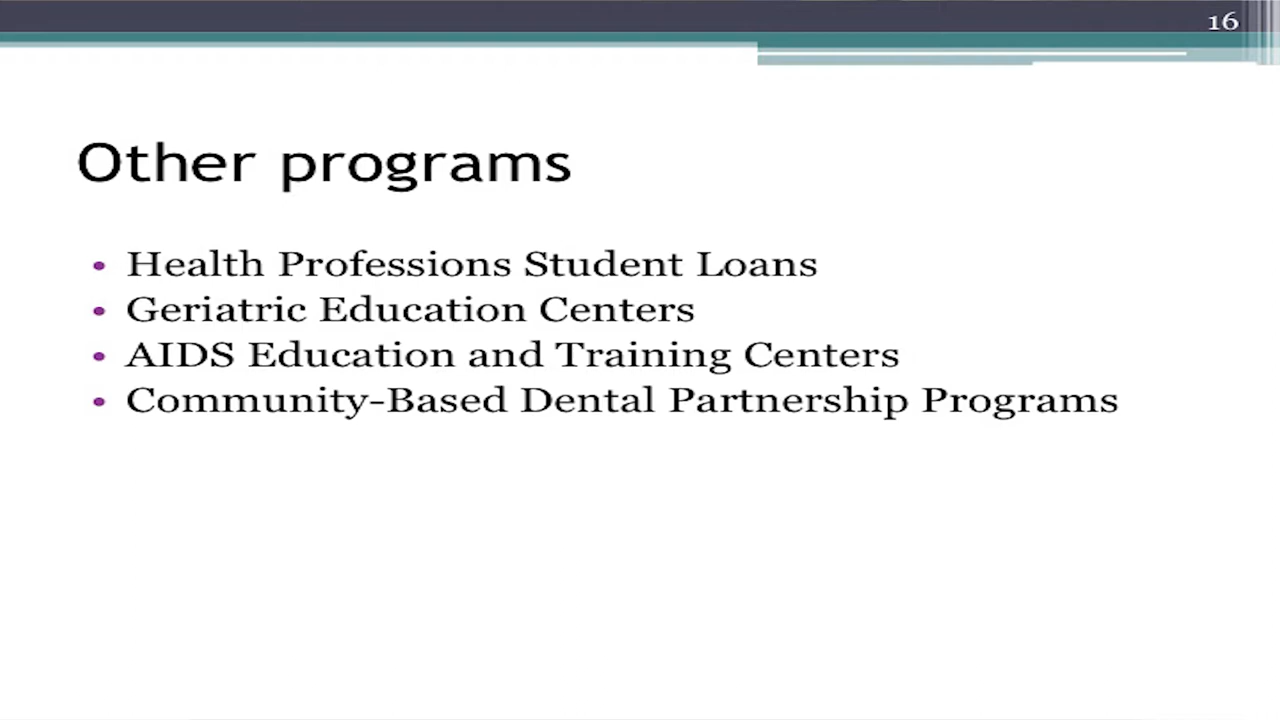 16
Other programs
• Health Professions Student Loans
• Geriatric Education Centers
• AIDS Education and Training Centers
• Community-Based Dental Partnership Programs